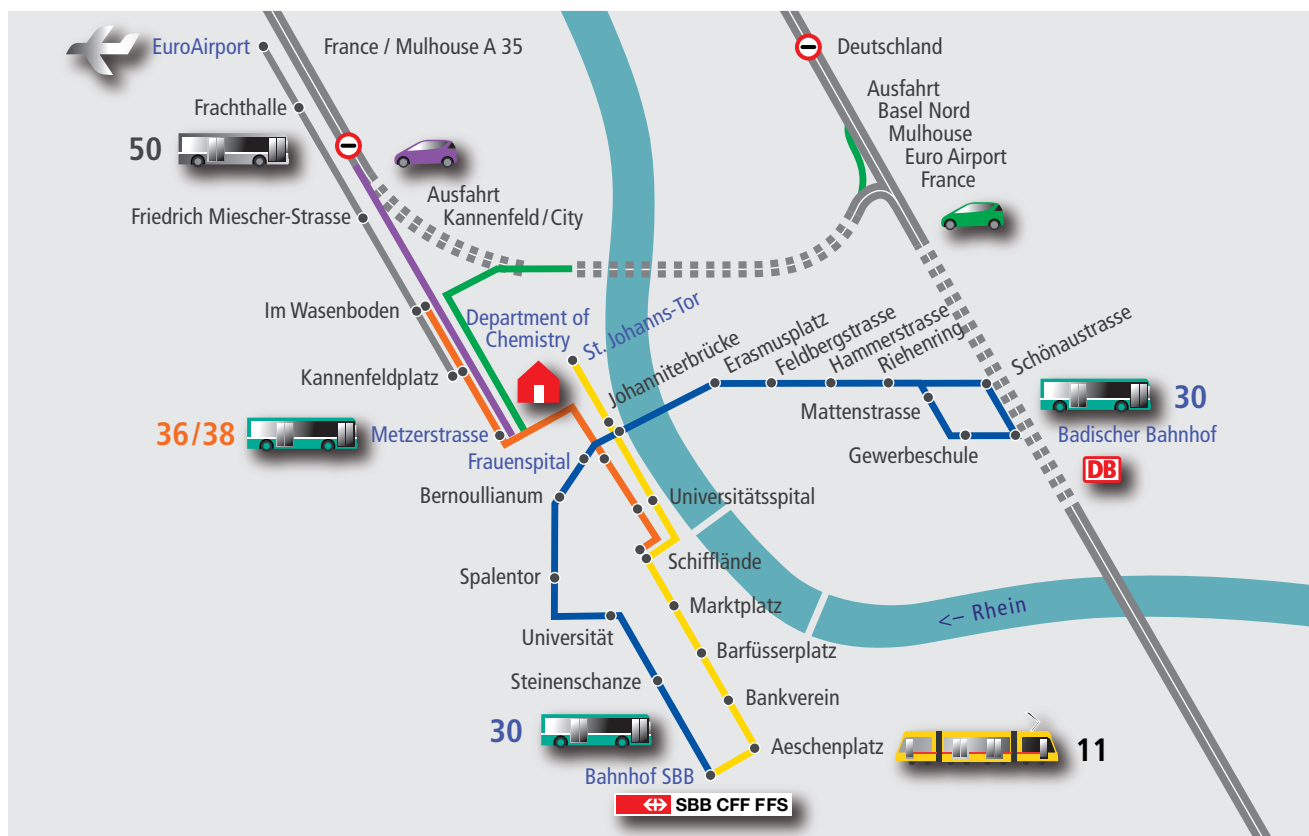 EuroAirport
France / Mulhouse A 35
Deutschland
Frachthalle
50
Ausfahrt
Basel Nord
Mulhouse
Euro Airport
France
Ausfahrt
Kannenfeld / City
Friedrich Miescher-Strasse
Im Wasenboden
Department of
Chemistry
St. Johanns-Tor
Johanniterbrücke
Erasmusplatz
Feldbergstrasse
Hammerstrasse
Riehenring
Schönaustrasse
Kannenfeldplatz
Mattenstrasse
30
36/38
Metzerstrasse
Badischer Bahnhof
Gewerbeschule
Frauenspital
DB
Bernoullianum
Universitätsspital
Schifflände
Spalentor
Marktplatz
<– Rhein
Universität
Barfüsserplatz
Steinenschanze
Bankverein
30
Aeschenplatz
11
Bahnhof SBB
SBB CFF FFS